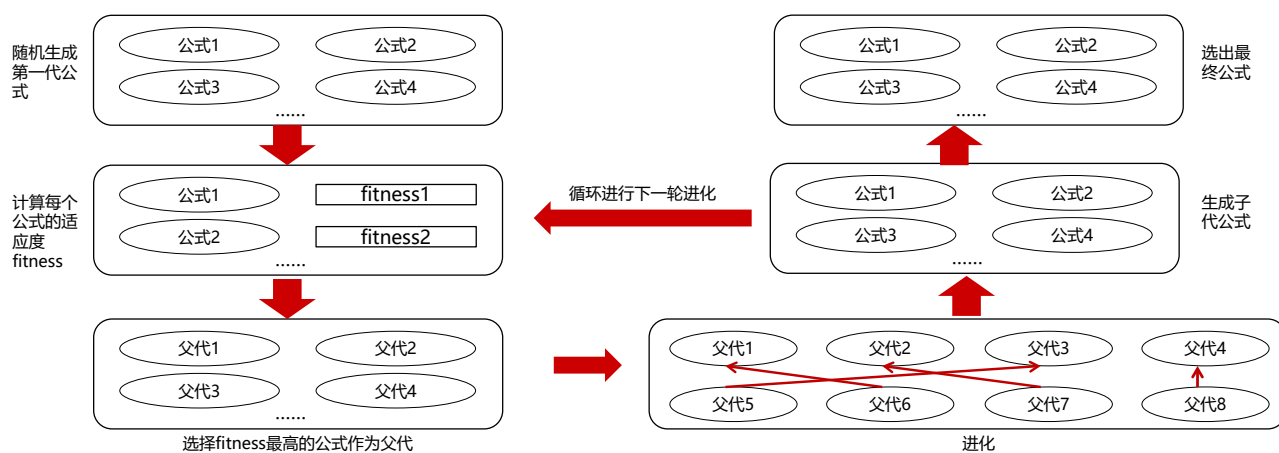 随机生成
第一代公
式
公式1
公式2
公式3
公式4
......
计算每个
公式的适
应度
fitness
公式1
fitness1
公式2
fitness2
......
父代1
父代2
父代3
父代4
......
选择fitness最高的公式作为父代
父代1
父代2
父代3
父代4
父代5
父代6
父代7
父代8
进化
公式1
公式2
公式3
公式4
......
生成子
代公式
循环进行下一轮进化
公式1
公式2
公式3
公式4
......
选出最
终公式